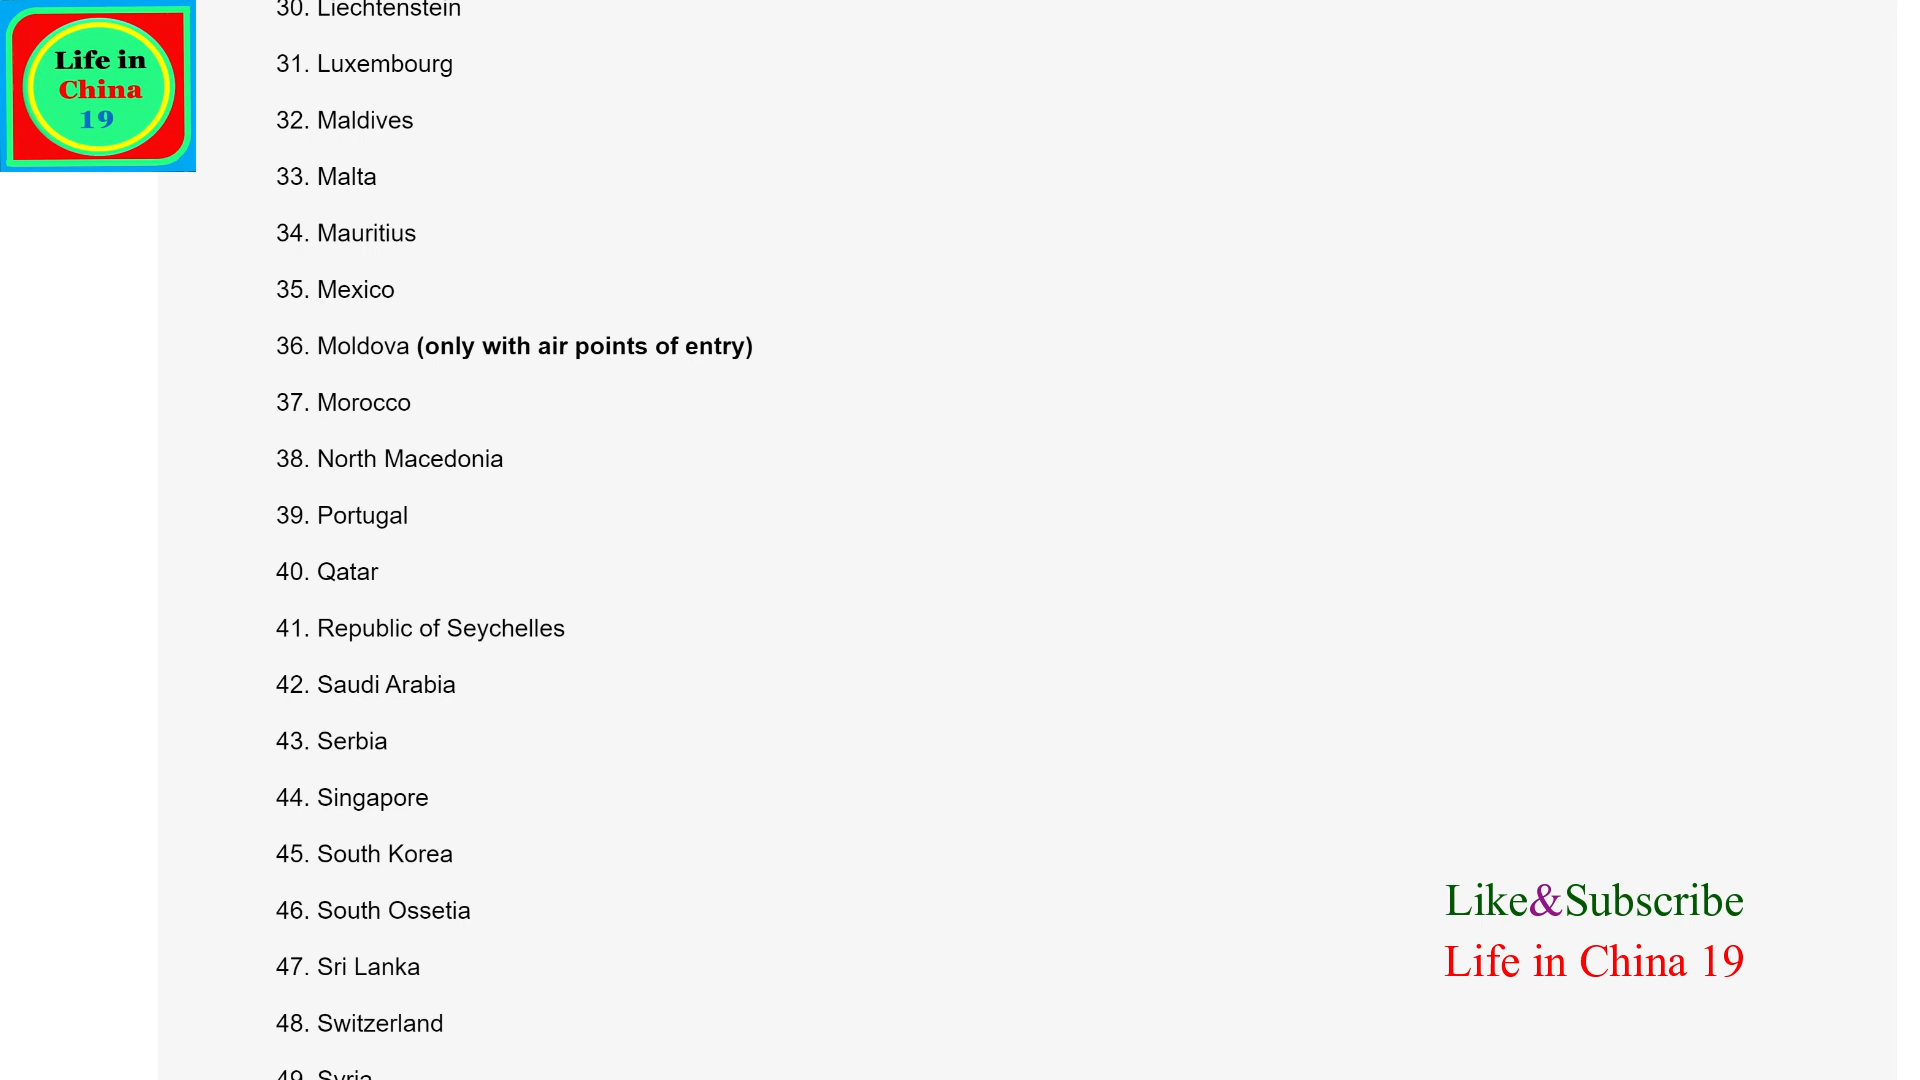 30. Liechtenstein
Life in
China
19
31. Luxembourg
32. Maldives
33. Malta
34. Mauritius
35. Mexico
36. Moldova (only with air points of entry)
37. Morocco
38. North Macedonia
39. Portugal
40. Qatar
41. Republic of Seychelles
42. Saudi Arabia
43. Serbia
44. Singapore
45. South Korea
46. South Ossetia
47. Sri Lanka
48. Switzerland
49. Syria
Like&Subscribe
Life in China 19